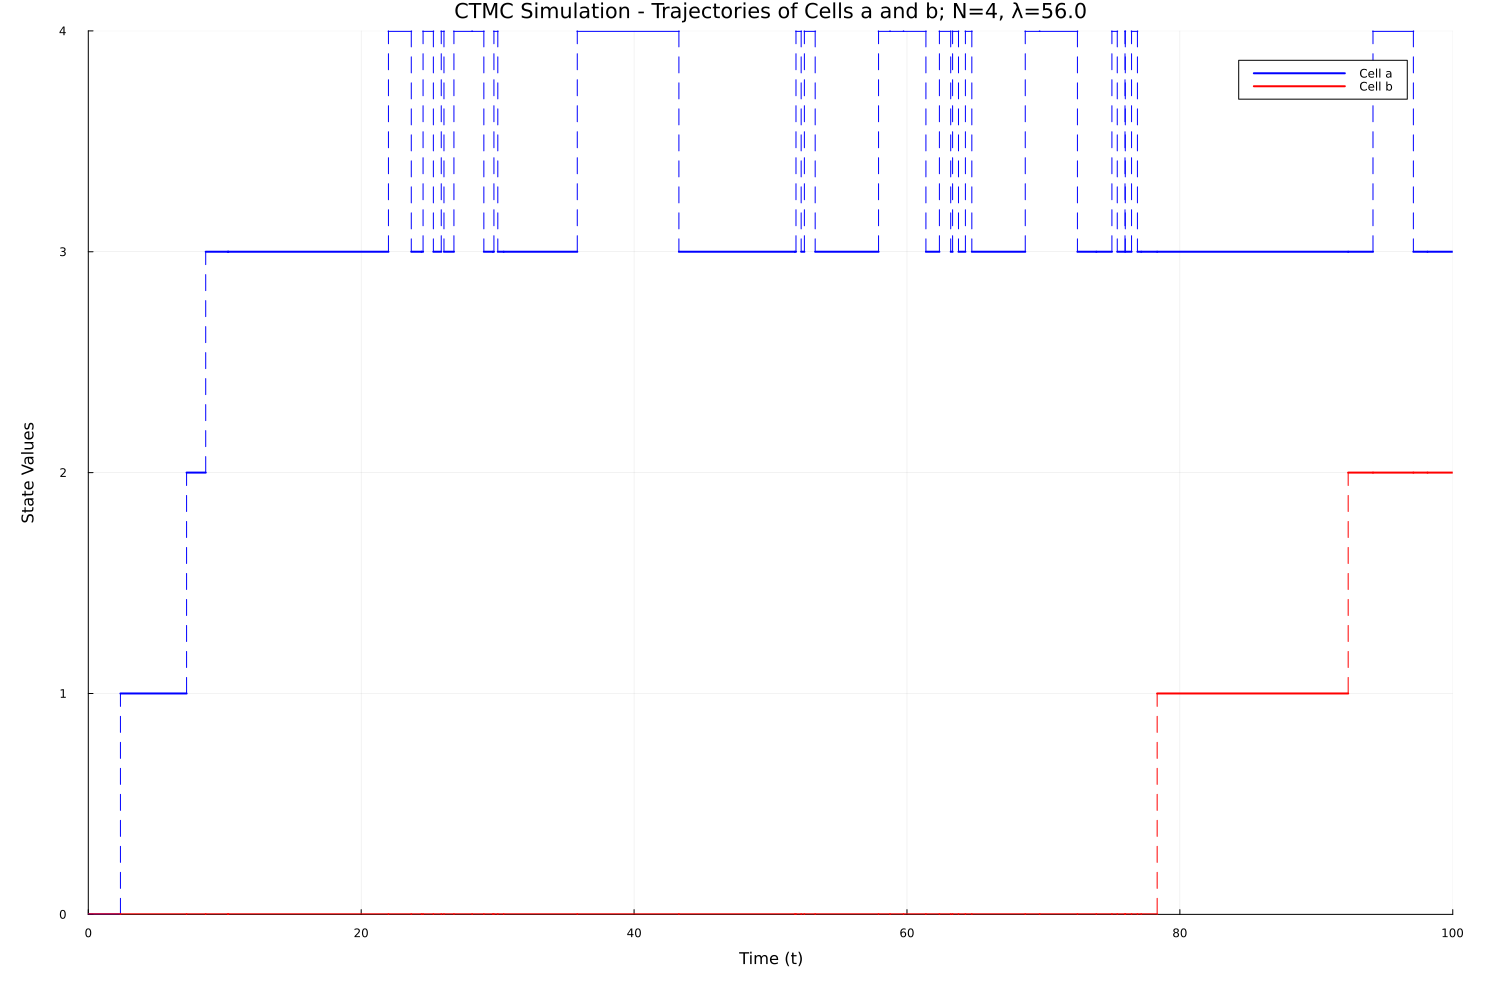 CTMC Simulation - Trajectories of Cells a and b; N=4, λ=56.0
4
Cell a
Cell b
3
State Values
2
1
0
0 20 40 60 80 100
Time (t)